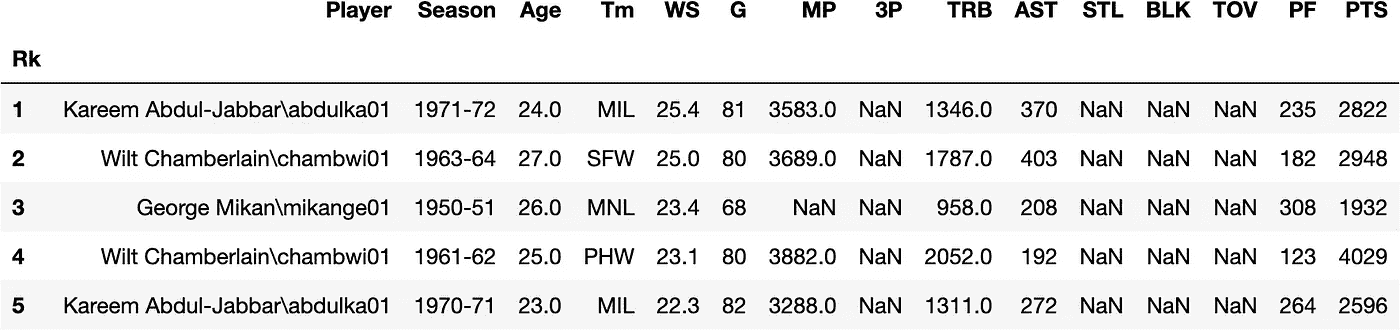 Player Season Age Tm WS G MP 3P TRB AST STL BLK TOV PF PTS
Rk
1 Kareem Abdul-Jabbar\abdulka01 1971-72 24.0 MIL 25.4 81 3583.0 NaN 1346.0 370 NaN NaN NaN 235 2822
2 Wilt Chamberlain\chambwi01 1963-64 27.0 SFW 25.0 80 3689.0 NaN 1787.0 403 NaN NaN NaN 182 2948
3 George Mikan\mikange01 1950-51 26.0 MNL 23.4 68 NaN NaN 958.0 208 NaN NaN NaN 308 1932
4 Wilt Chamberlain\chambwi01 1961-62 25.0 PHW 23.1 80 3882.0 NaN 2052.0 192 NaN NaN NaN 123 4029
5 Kareem Abdul-Jabbar\abdulka01 1970-71 23.0 MIL 22.3 82 3288.0 NaN 1311.0 272 NaN NaN NaN 264 2596